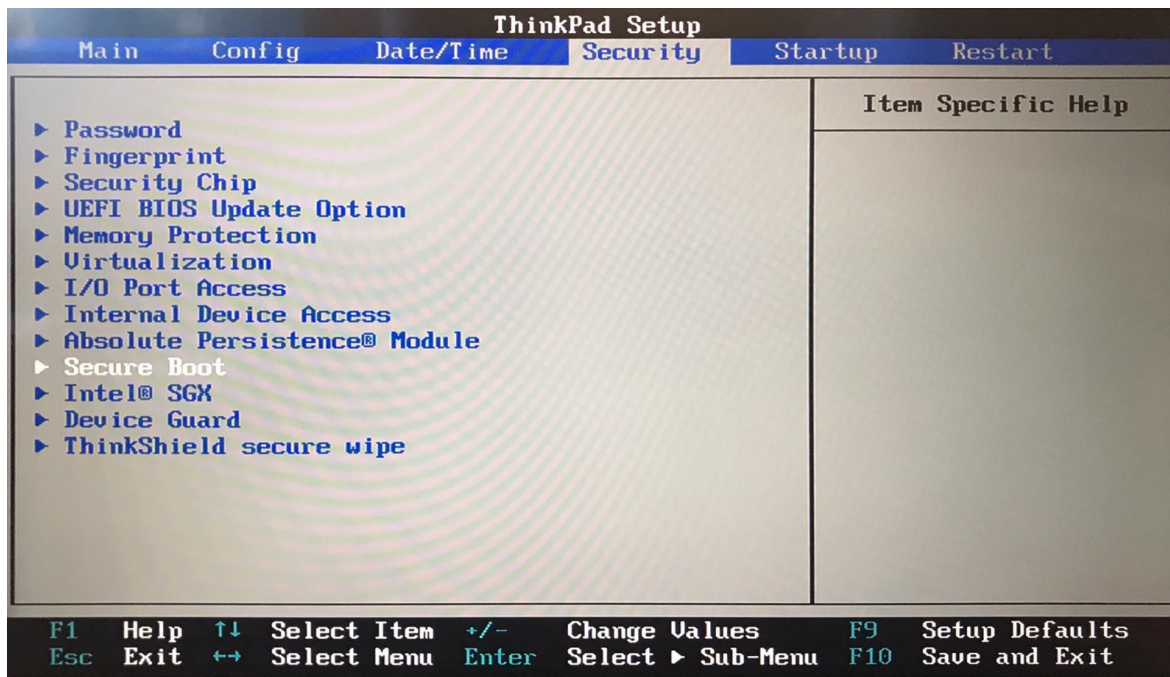 ThinkPad Setup
Main Config Date/Time Security Startup Restart
Item Specific Help
▶ Password
▶ Fingerprint
▶ Security Chip
▶ UEFI BIOS Update Option
▶ Memory Protection
▶ Virtualization
▶ I/O Port Access
▶ Internal Device Access
▶ Absolute Persistence® Module
▶ Secure Boot
▶ Intel® SGX
▶ Device Guard
▶ ThinkShield secure wipe
F1 Help ↑↓ Select Item +/- Change Values F9 Setup Defaults
Esc Exit ←→ Select Menu Enter Select ▶ Sub-Menu F10 Save and Exit